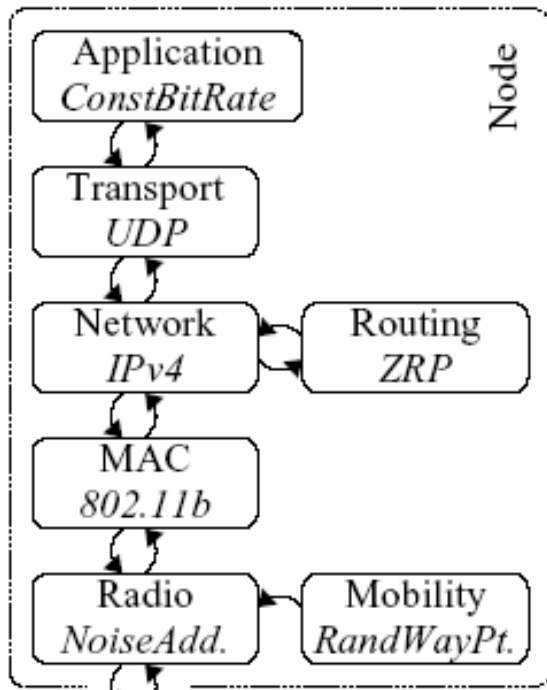 Node
Application
ConstBitRate
Transport
UDP
Network
IPv4
Routing
ZRP
MAC
802.11b
Radio
NoiseAdd.
Mobility
RandWayPt.